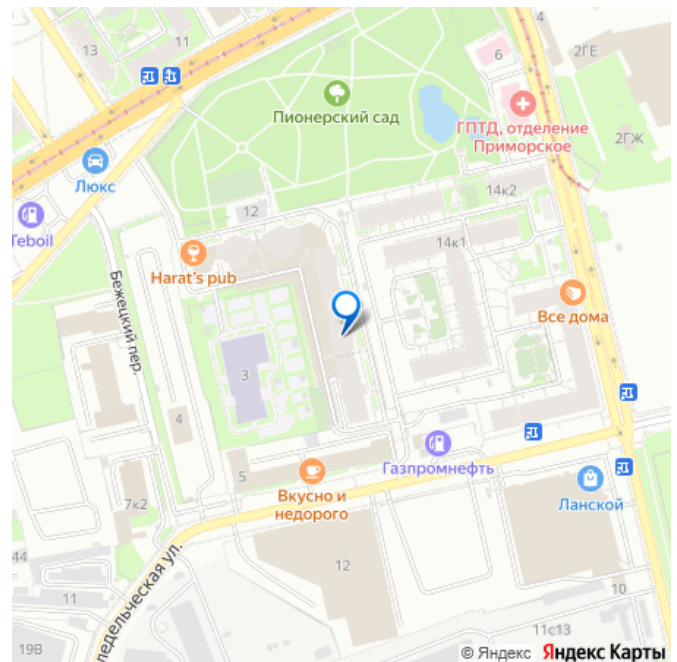 4
2ГЕ
11
13
6
Пионерский сад
ГПТД, отделение
Приморское
2ГЖ
Люкс
14к2
12
Teboil
14к1
Harat's pub
Бежецкий пер.
Все дома
3
4
5
Газпромнефть
Вкусно и
недорого
Ланской
7к2
ледельческая ул.
44
12
11
10
11с13
19В
© Яндекс Яндекс Карты